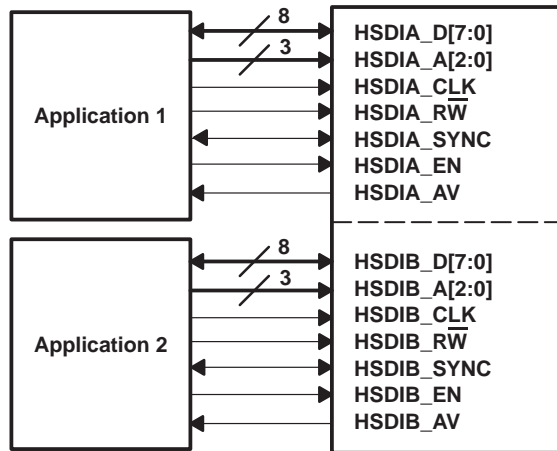 8
HSDIA_D[7:0]
3
HSDIA_A[2:0]
HSDIA_CLK
Application 1
HSDIA_RW̅
HSDIA_SYNC
HSDIA_EN
HSDIA_AV
8
HSDIB_D[7:0]
3
HSDIB_A[2:0]
HSDIB_CLK
Application 2
HSDIB_RW̅
HSDIB_SYNC
HSDIB_EN
HSDIB_AV